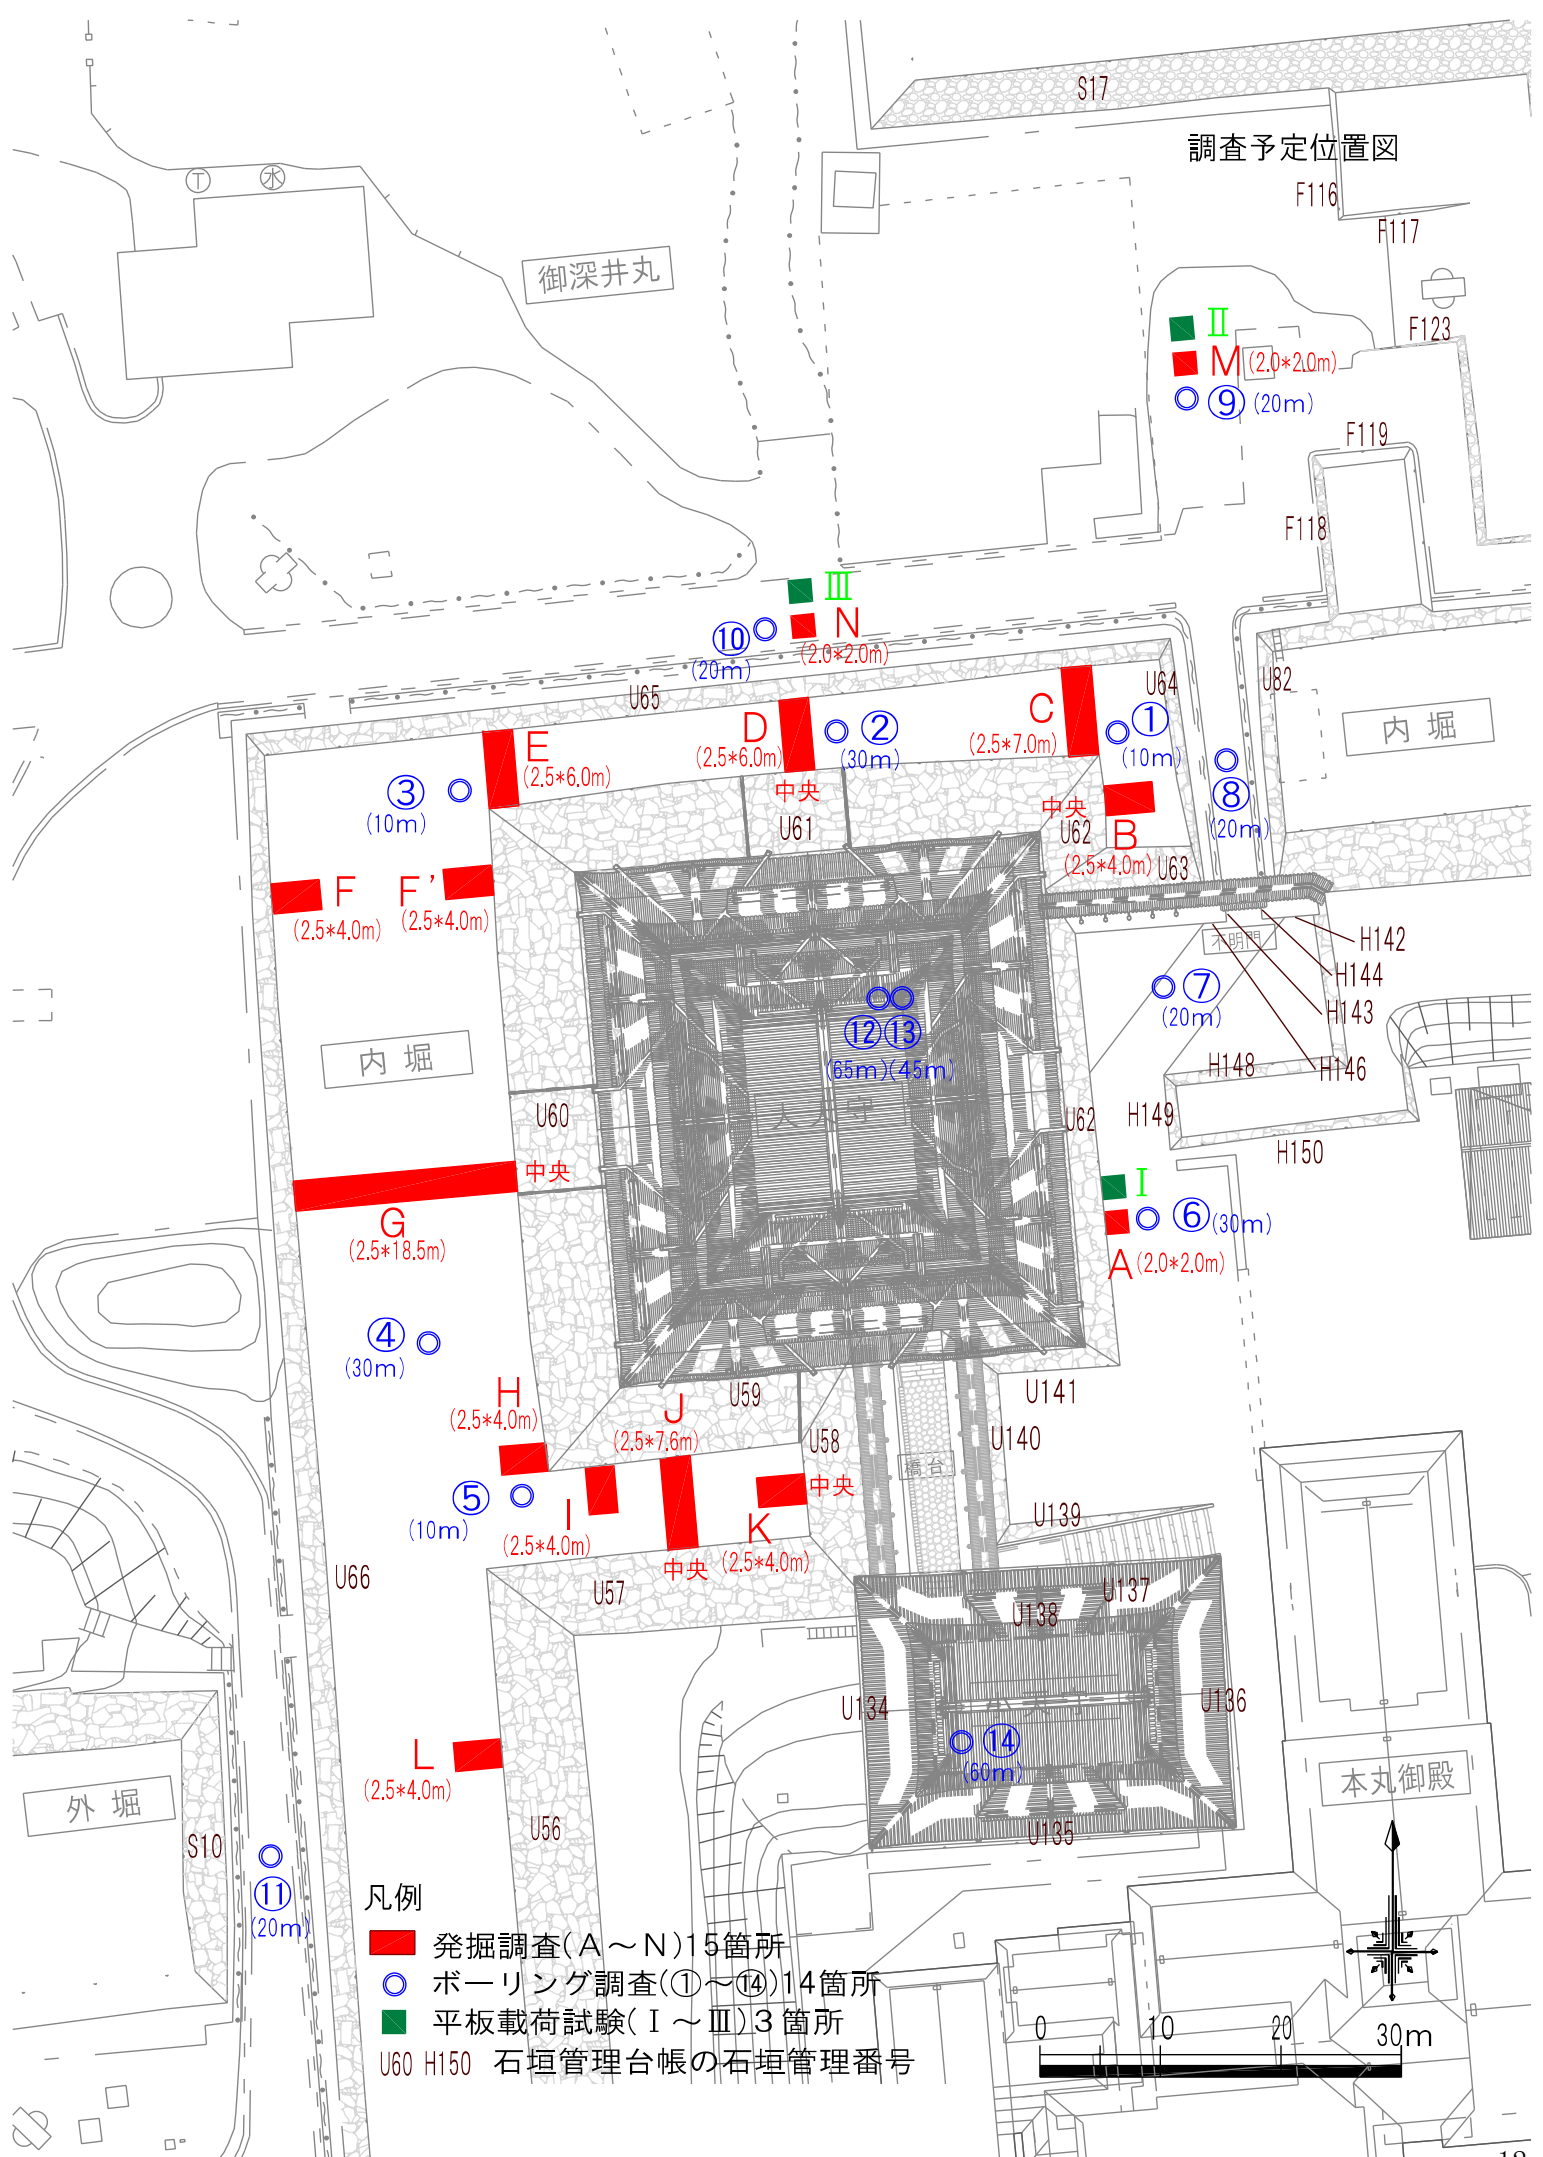 S17
調査予定位置図
F116
F117
T
水
御深井丸
Ⅱ
M(2.0*2.0m)
⑨(20m)
F123
F119
F118
Ⅲ
N
(2.0*2.0m)
⑩
(20m)
U65
U64
U82
内堀
C
(2.5*7.0m)
①
(10m)
D
(2.5*6.0m)
中央
②
(30m)
E
(2.5*6.0m)
③
(10m)
U61
中央
U62
B
(2.5*4.0m)
U63
⑧
(20m)
F
(2.5*4.0m)
F'
(2.5*4.0m)
不明門
H142
H144
H143
H146
⑦
(20m)
⑫⑬
(65m)(45m)
内堀
H148
U60
U62
H149
H150
中央
G
(2.5*18.5m)
Ⅰ
⑥(30m)
A(2.0*2.0m)
④
(30m)
H
(2.5*4.0m)
U59
J
(2.5*7.6m)
U141
U58
U140
橋台
中央
⑤
(10m)
I
(2.5*4.0m)
K
(2.5*4.0m)
中央
U139
U66
U57
U137
U138
U134
U136
⑭
(60m)
L
(2.5*4.0m)
本丸御殿
外堀
U56
U135
S10
⑪
(20m)
凡例
発掘調査(A～N)15箇所
ボーリング調査(①～⑭)14箇所
平板載荷試験(Ⅰ～Ⅲ)3箇所
U60 H150 石垣管理台帳の石垣管理番号
0 10 20 30m